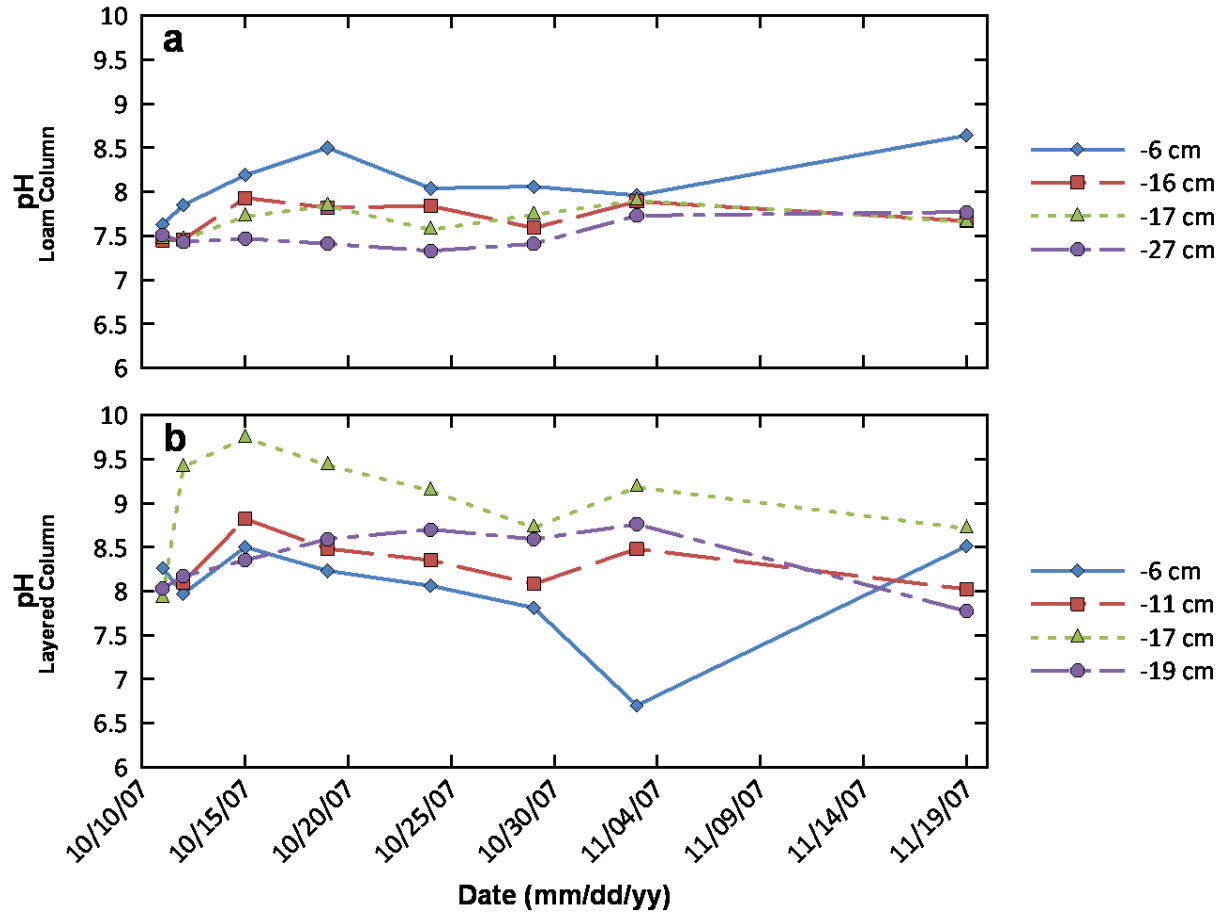 a
10
9.5
9
8.5
8
7.5
7
6.5
6
pH
Loam Column
-6 cm
-16 cm
-17 cm
-27 cm
b
10
9.5
9
8.5
8
7.5
7
6.5
6
pH
Layered Column
-6 cm
-11 cm
-17 cm
-19 cm
10/10/07
10/15/07
10/20/07
10/25/07
10/30/07
11/04/07
11/09/07
11/14/07
11/19/07
Date (mm/dd/yy)